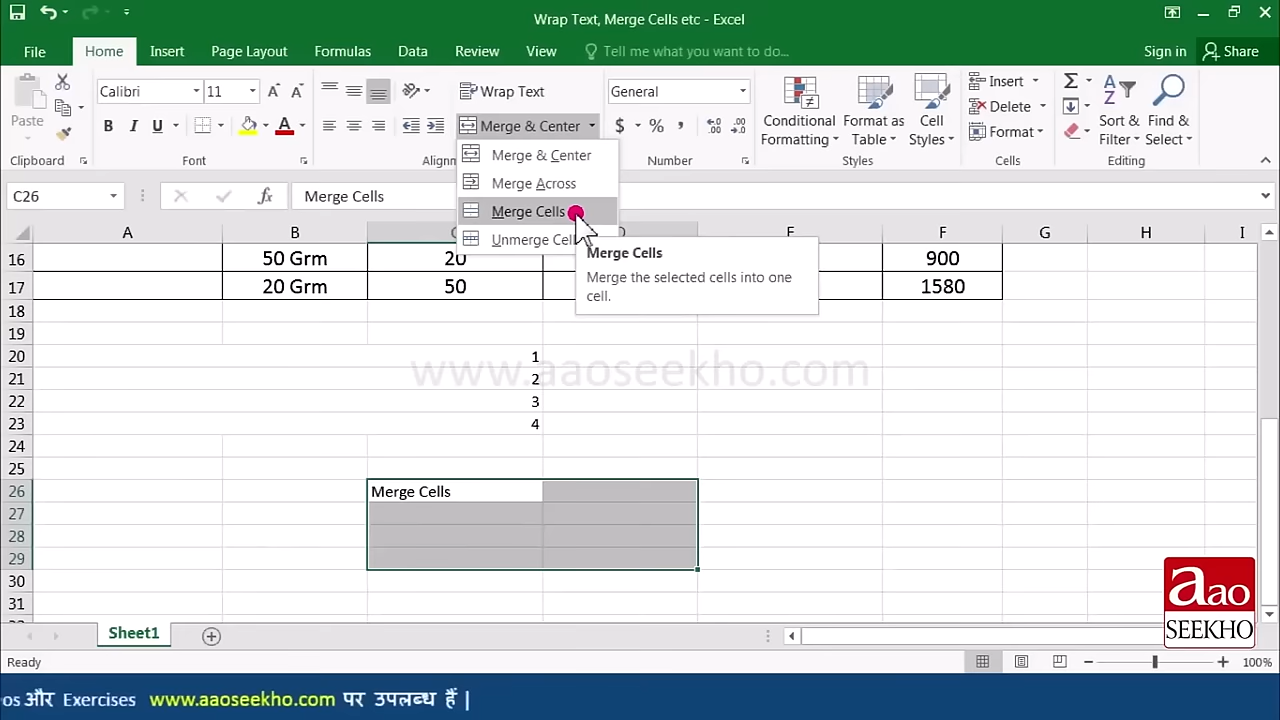 Wrap Text, Merge Cells etc - Excel
File Home Insert Page Layout Formulas Data Review View Tell me what you want to do... Sign in Share
Paste Calibri 11 Wrap Text General Conditional Formatting Format as Table Cell Styles Insert Sort & Filter Find & Select
B I U Merge & Center $ % , Delete
Format
Clipboard Alignm Number Styles Cells Editing
Merge & Center
Merge Across
Merge Cells
Unmerge Cell
C26 fx Merge Cells
Merge Cells
Merge the selected cells into one
cell.
A B C D E F G H I
16 50 Grm 20 900
17 20 Grm 50 1580
18
19
20 1
21 2
22 3
23 4
www.aaoseekho.com
24
25
26 Merge Cells
27
28
29
30
31
aao
SEEKHO
Sheet1
Ready 100%
os और Exercises www.aaoseekho.com पर उपलब्ध हैं |